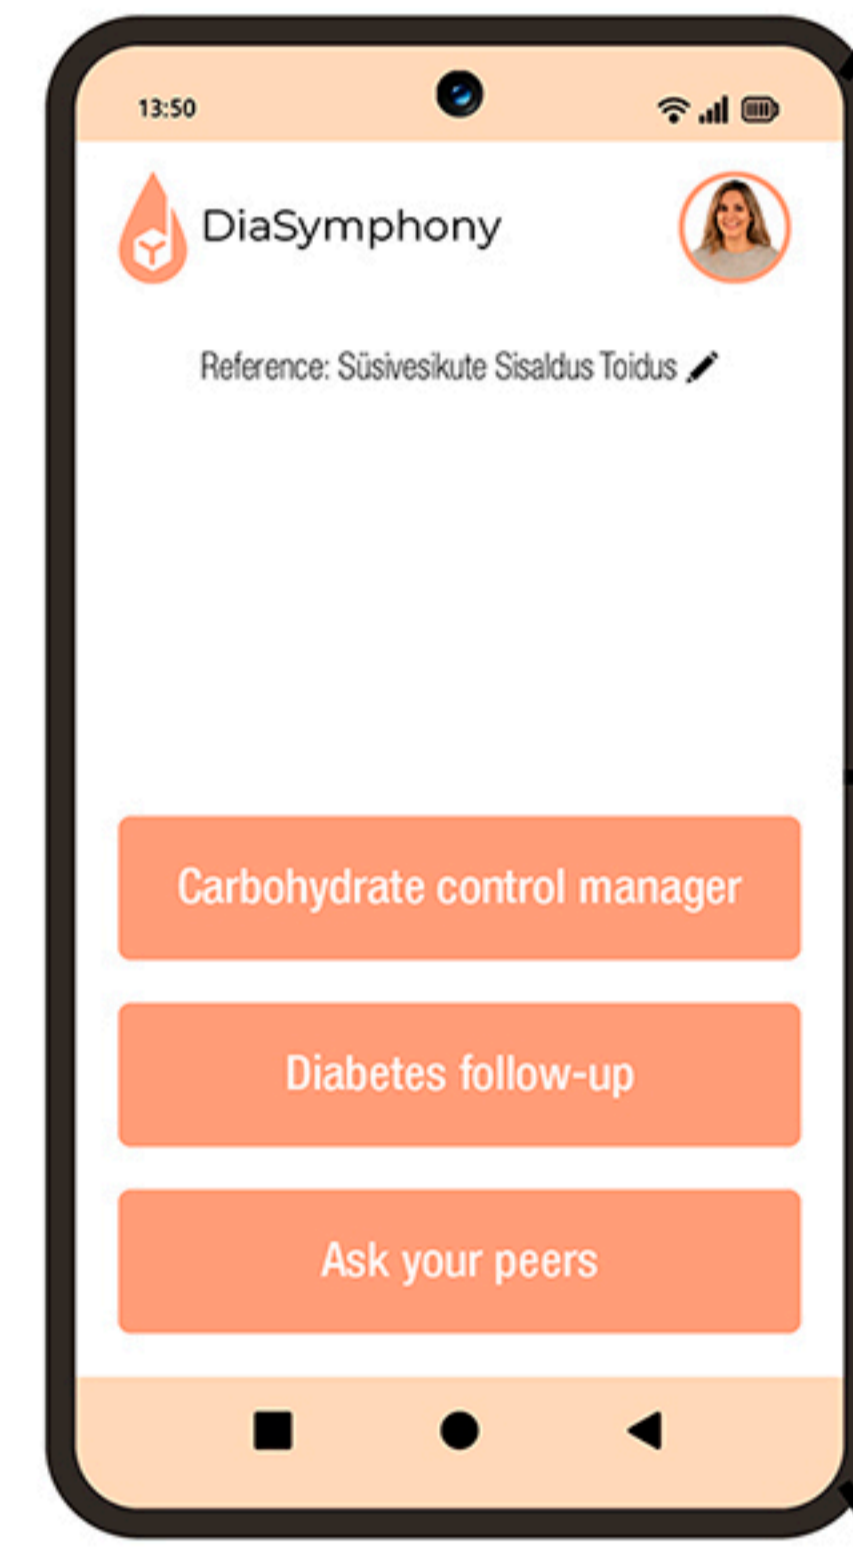 13:50
DiaSymphony
Reference: Süsivesikute Sisaldus Toidus
Carbohydrate control manager
Diabetes follow-up
Ask your peers